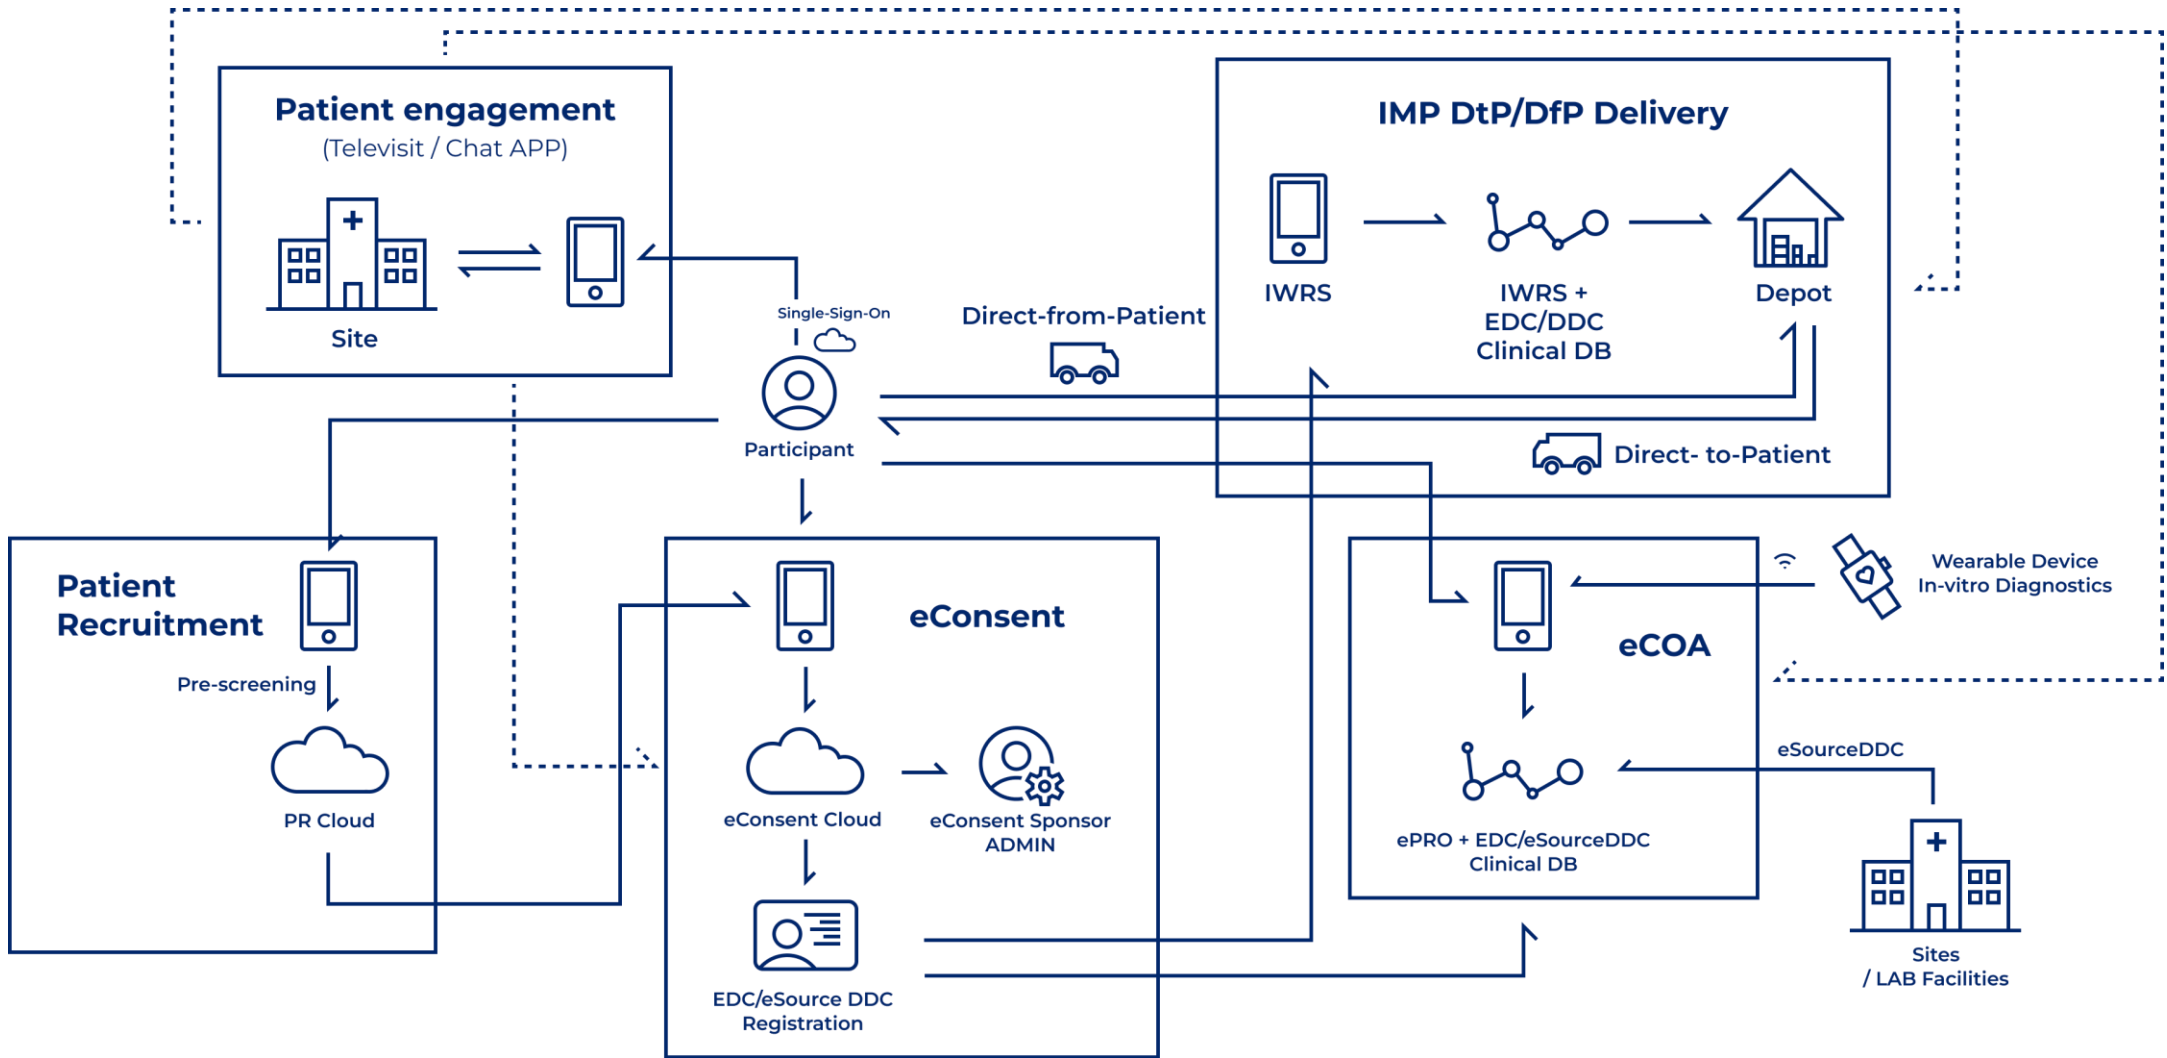 Patient engagement
(Televisit / Chat APP)
Site
Single-Sign-On
Participant
Direct-from-Patient
IMP DtP/DfP Delivery
IWRS
IWRS +
EDC/DDC
Clinical DB
Depot
Direct- to-Patient
Patient
Recruitment
Pre-screening
PR Cloud
eConsent
eConsent Cloud
eConsent Sponsor
ADMIN
EDC/eSource DDC
Registration
eCOA
ePRO + EDC/eSourceDDC
Clinical DB
Wearable Device
In-vitro Diagnostics
eSourceDDC
Sites
/ LAB Facilities